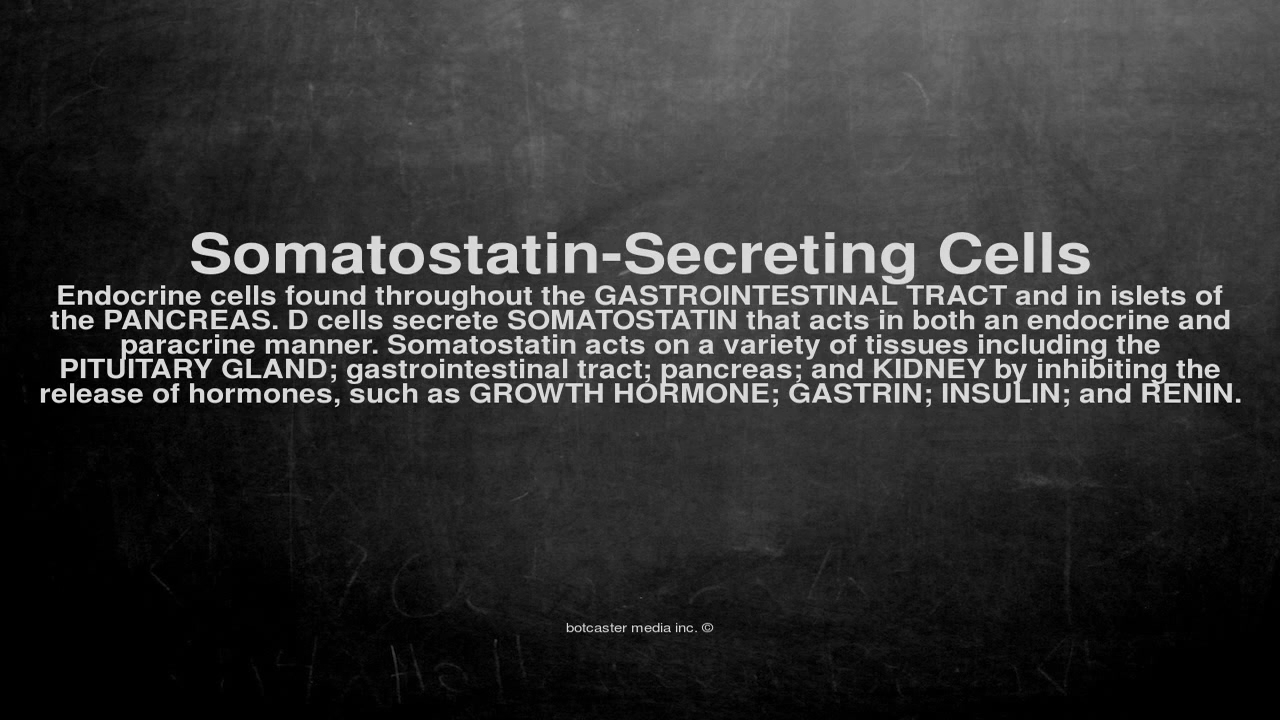 Somatostatin-Secreting Cells
Endocrine cells found throughout the GASTROINTESTINAL TRACT and in islets of
the PANCREAS. D cells secrete SOMATOSTATIN that acts in both an endocrine and
paracrine manner. Somatostatin acts on a variety of tissues including the
PITUITARY GLAND; gastrointestinal tract; pancreas; and KIDNEY by inhibiting the
release of hormones, such as GROWTH HORMONE; GASTRIN; INSULIN; and RENIN.
botcaster media inc. ©